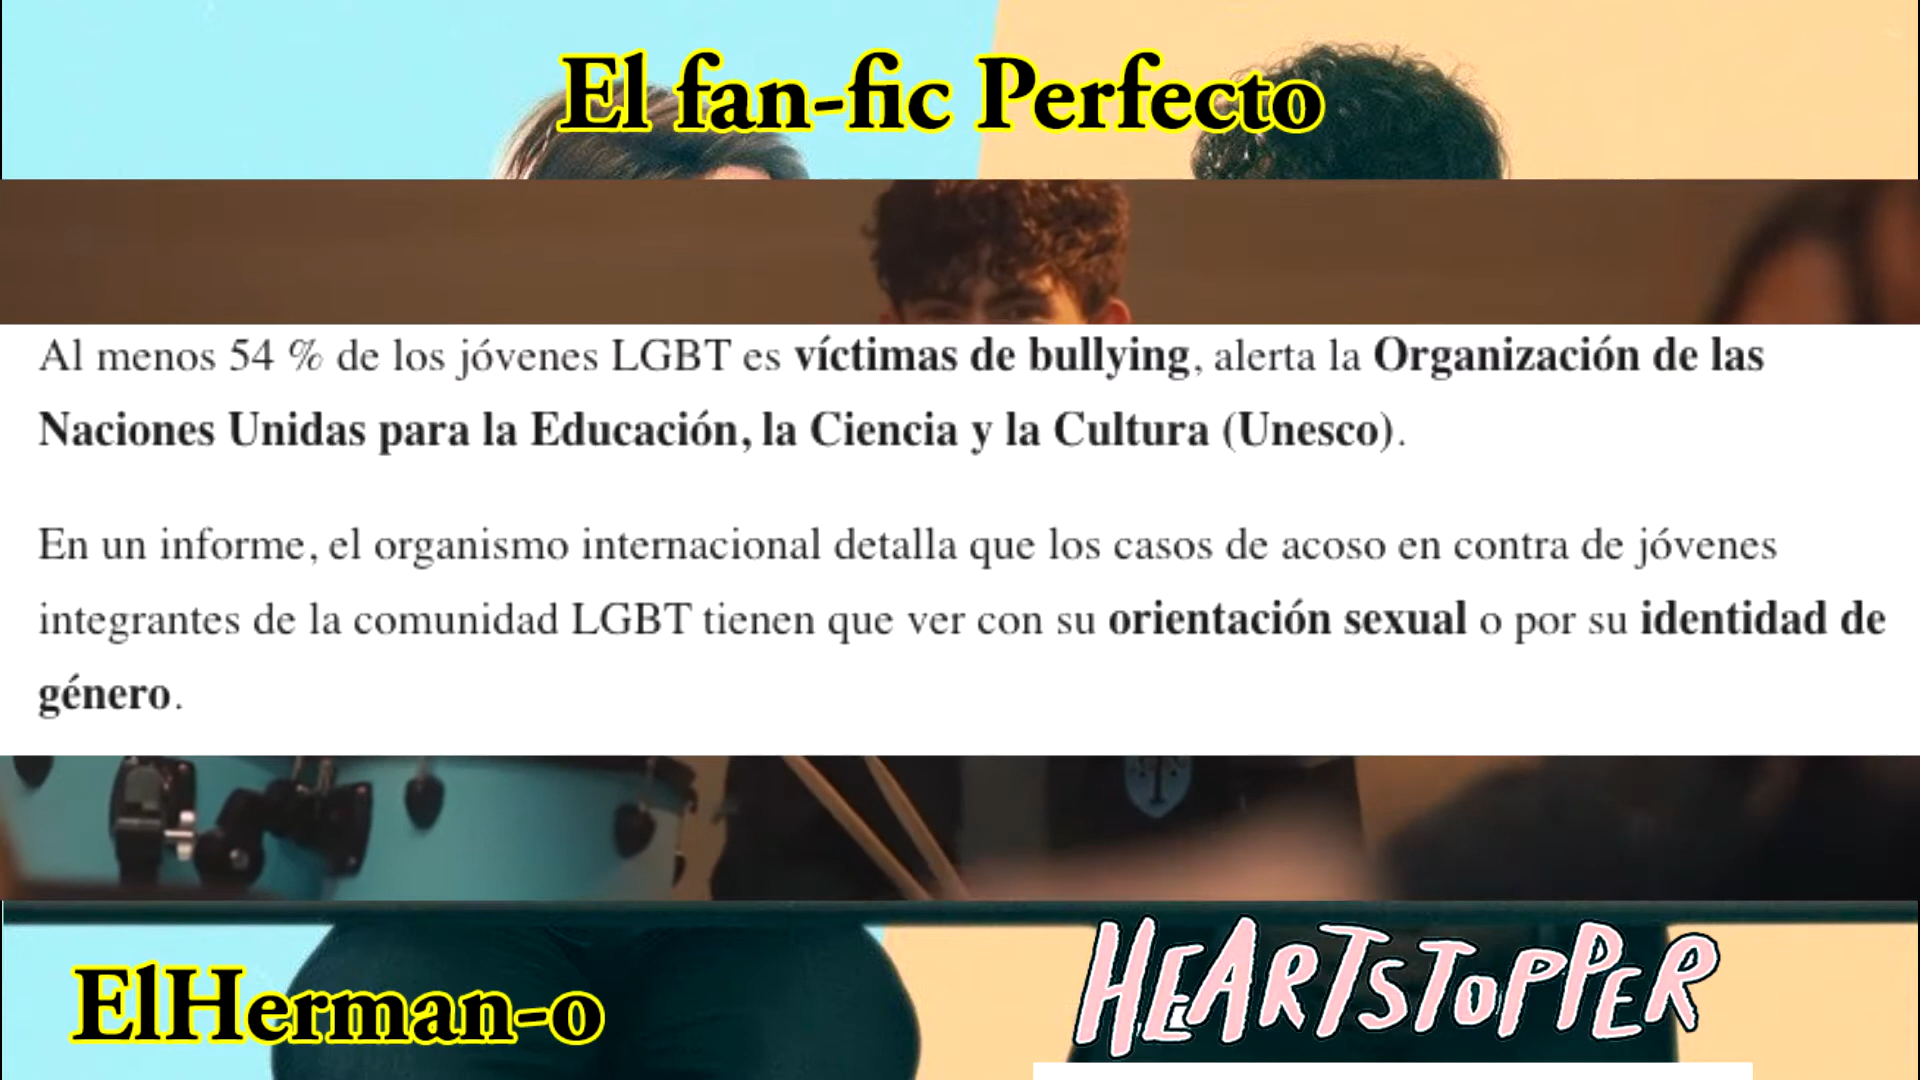 El fan-fic Perfecto
Al menos 54 % de los jóvenes LGBT es víctimas de bullying, alerta la Organización de las
Naciones Unidas para la Educación, la Ciencia y la Cultura (Unesco).
En un informe, el organismo internacional detalla que los casos de acoso en contra de jóvenes
integrantes de la comunidad LGBT tienen que ver con su orientación sexual o por su identidad de
género.
ElHerman-o
HEARTSTOPPER